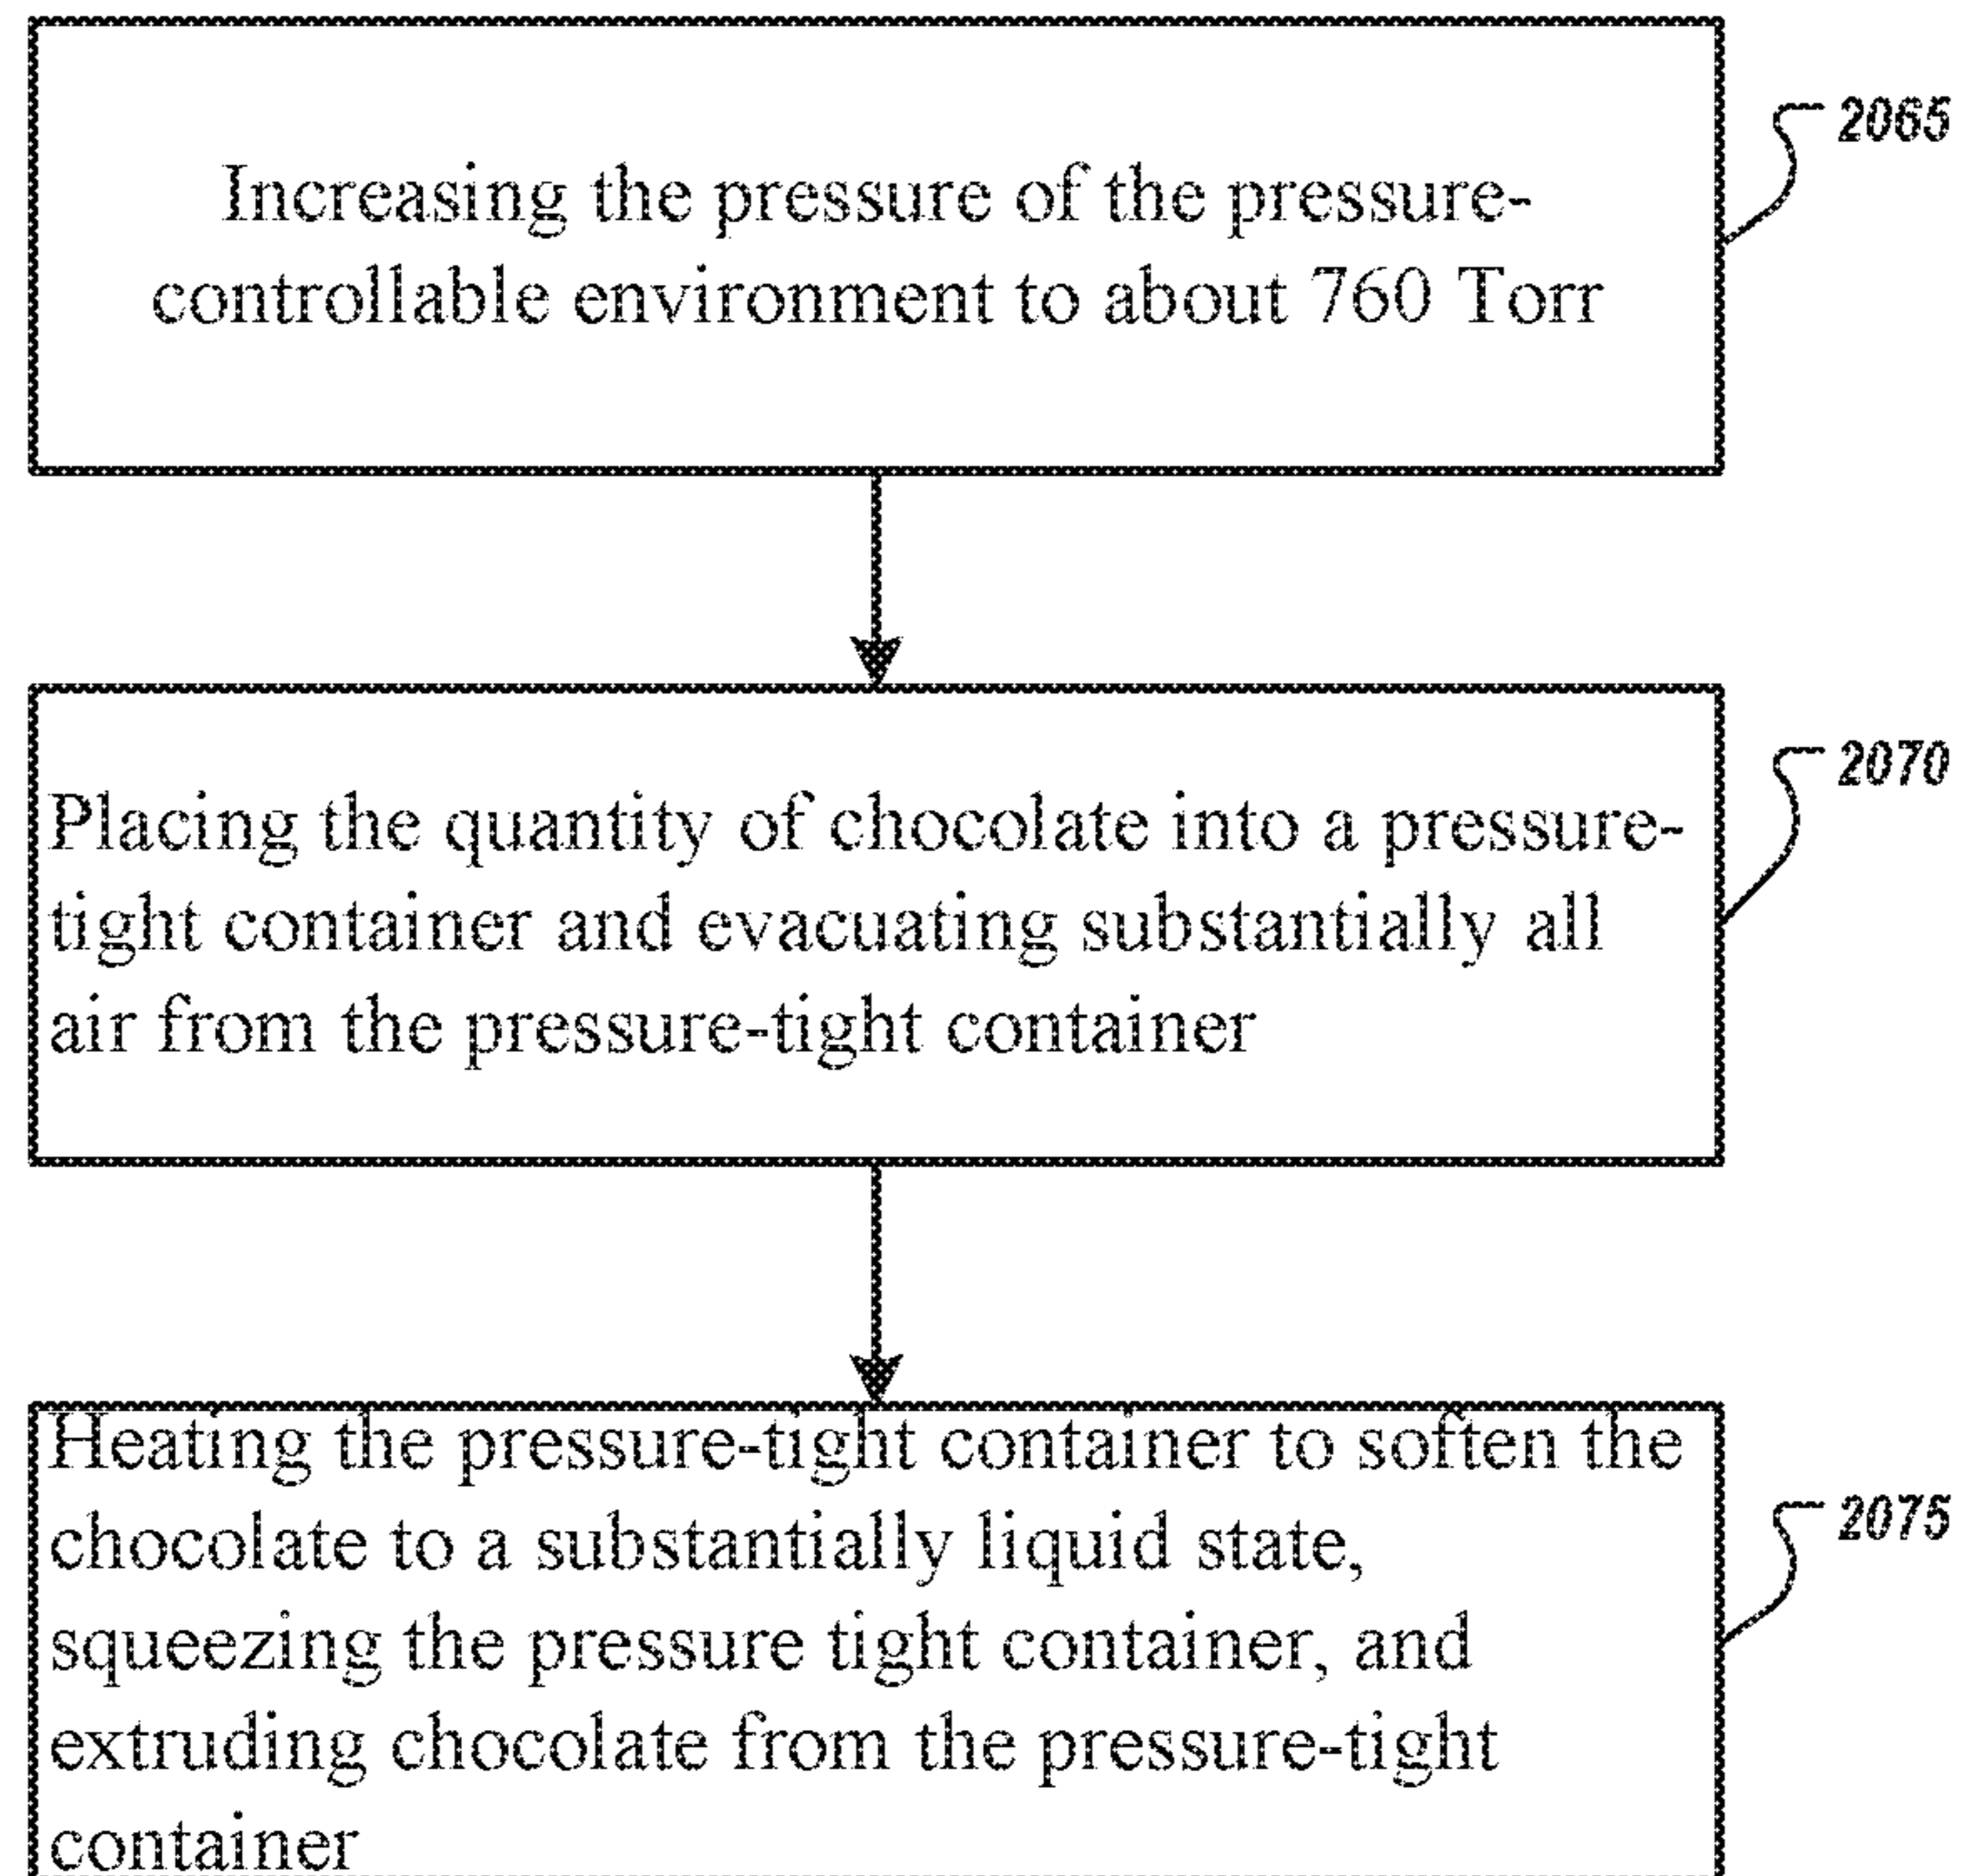 Increasing the pressure of the pressure-
controllable environment to about 760 Torr
2065
Placing the quantity of chocolate into a pressure-
tight container and evacuating substantially all
air from the pressure-tight container
2070
Heating the pressure-tight container to soften the
chocolate to a substantially liquid state,
squeezing the pressure tight container, and
extruding chocolate from the pressure-tight
container
2075